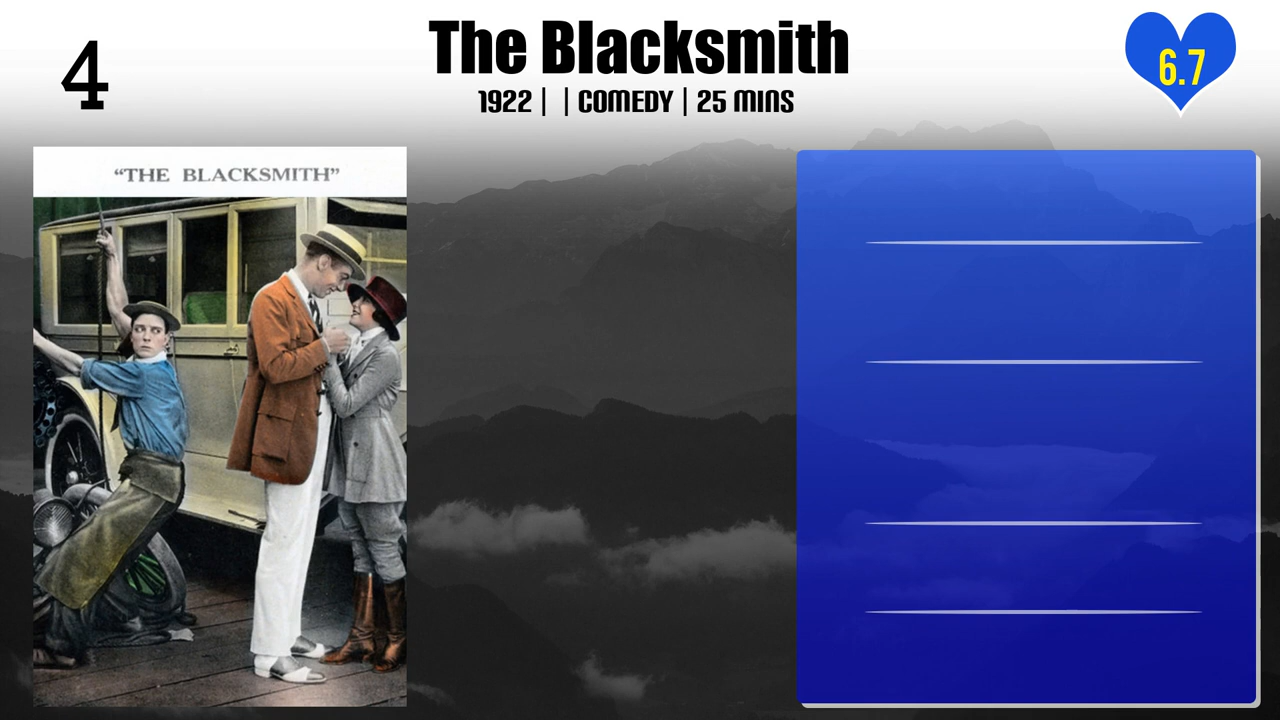 4
The Blacksmith
1922 | | COMEDY | 25 MINS
6.7
“THE BLACKSMITH”